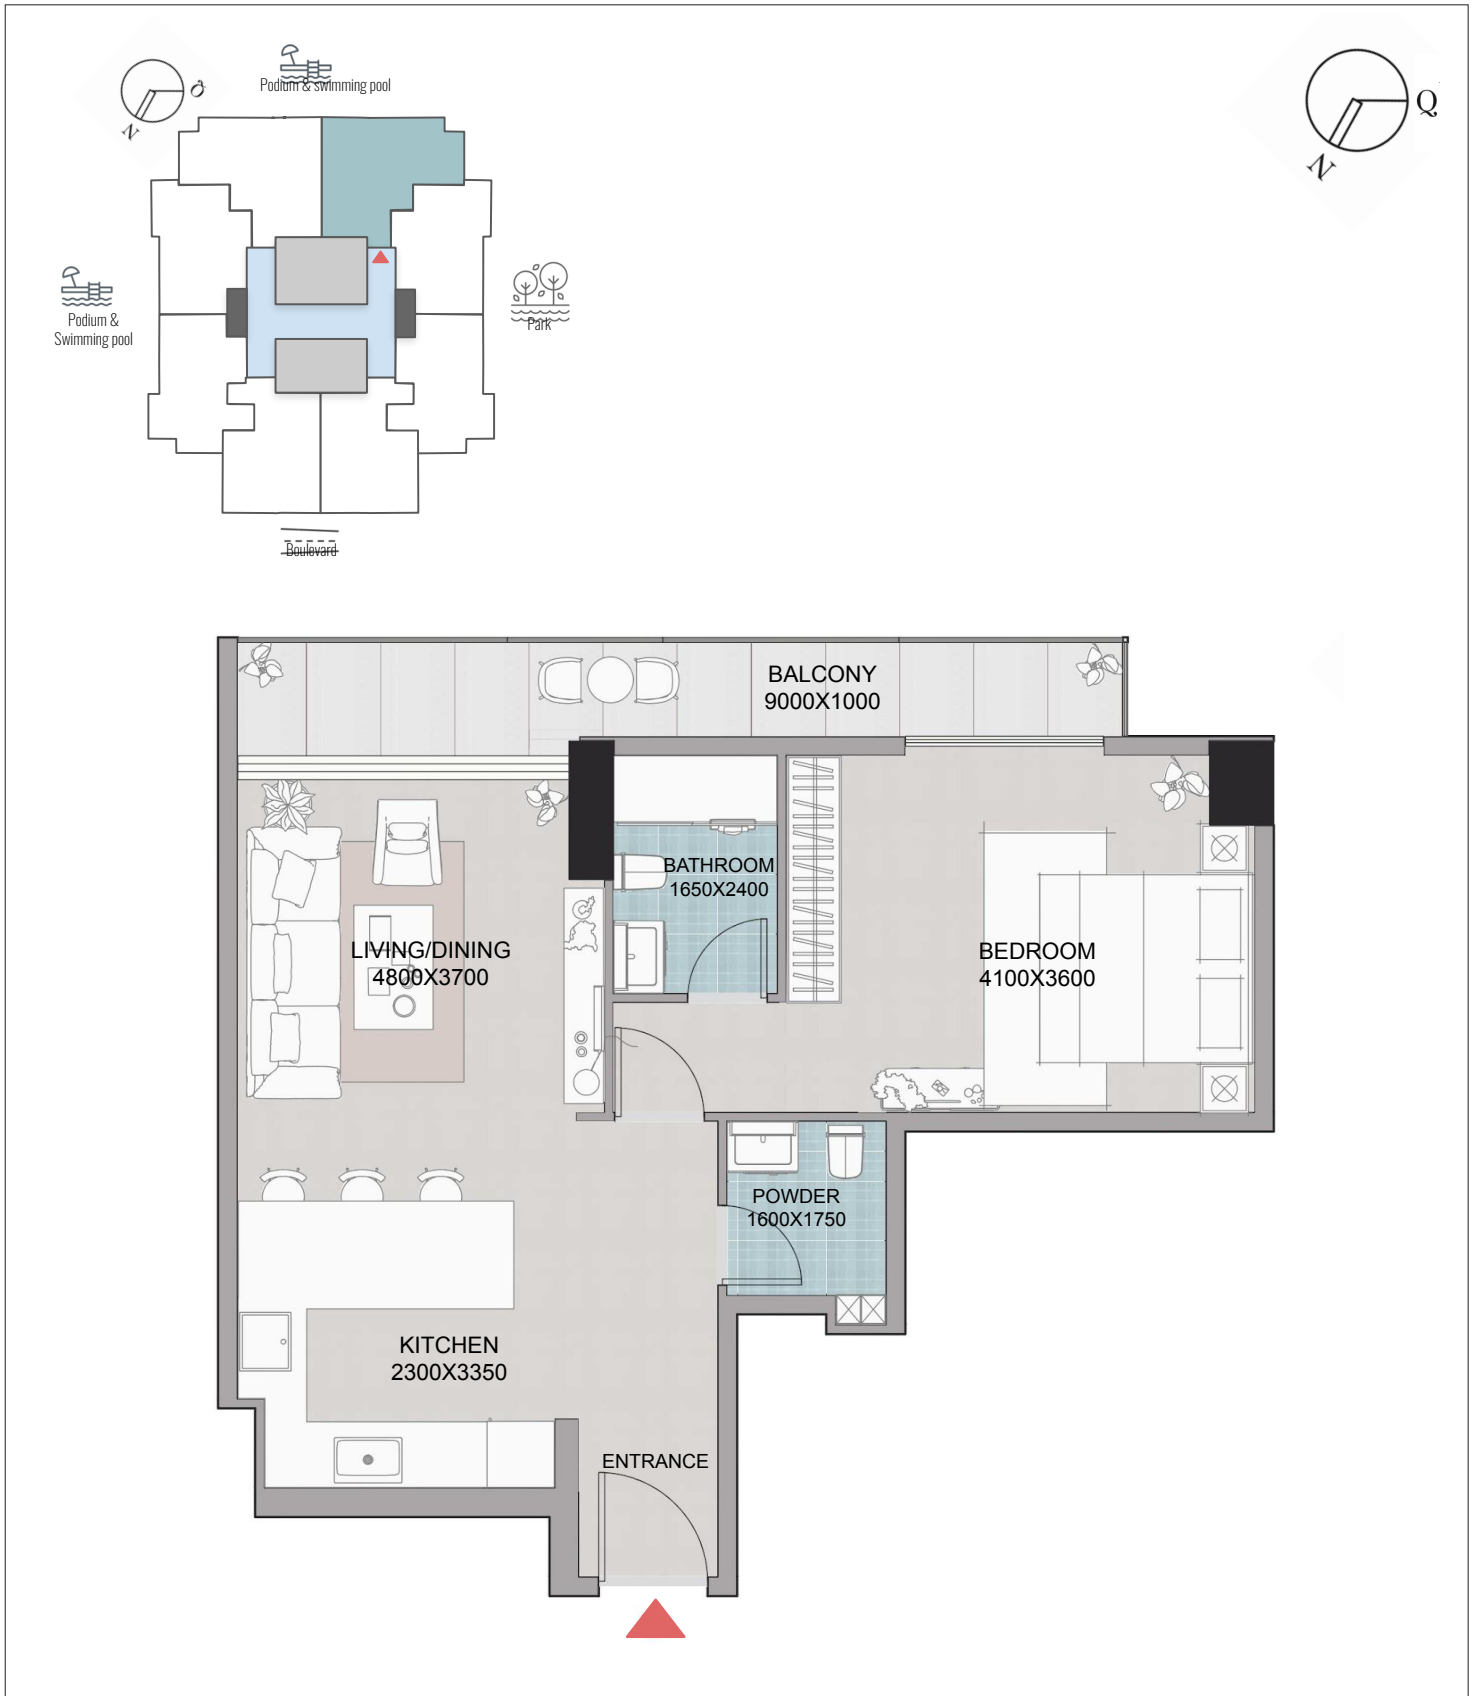 Podium & swimming pool
Q
N
Q
N
Podium &
Swimming pool
Park
Boulevard
BALCONY
9000X1000
BATHROOM
1650X2400
LIVING/DINING
4800X3700
BEDROOM
4100X3600
POWDER
1600X1750
KITCHEN
2300X3350
ENTRANCE